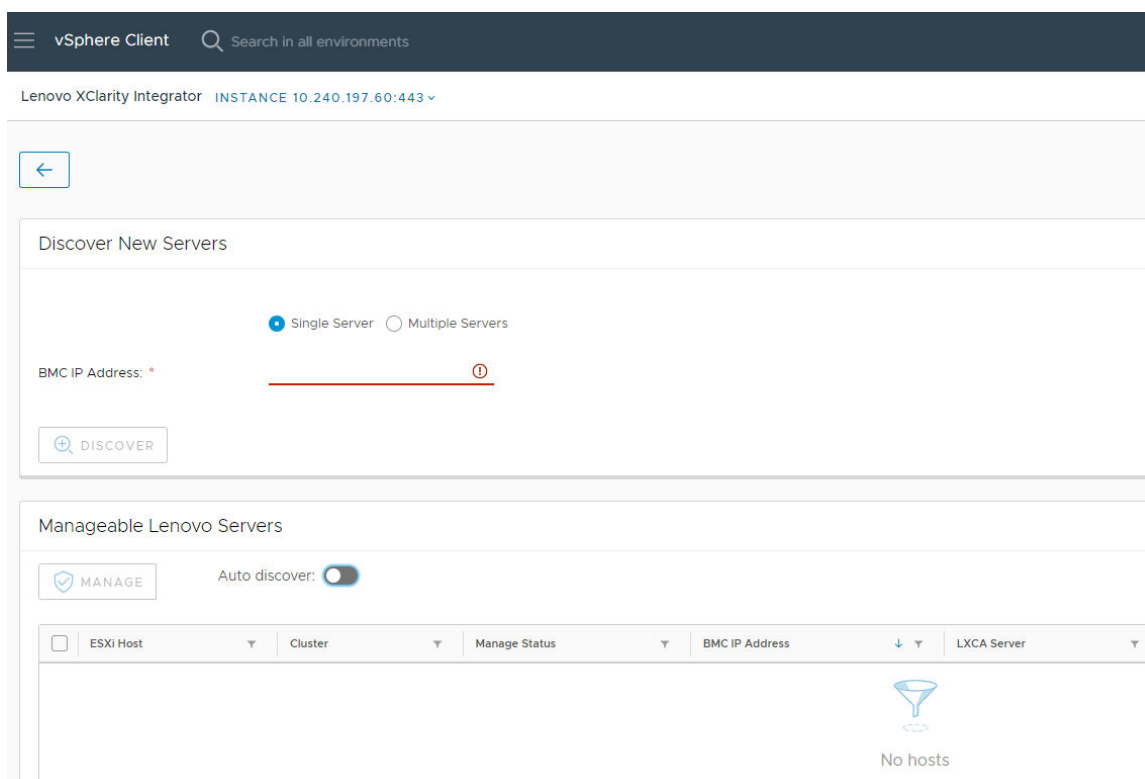 vSphere Client Search in all environments
Lenovo XClarity Integrator INSTANCE 10.240.197.60:443
Discover New Servers
Single Server Multiple Servers
BMC IP Address: *
DISCOVER
Manageable Lenovo Servers
MANAGE Auto discover:
ESXi Host Cluster Manage Status BMC IP Address LXCA Server
No hosts